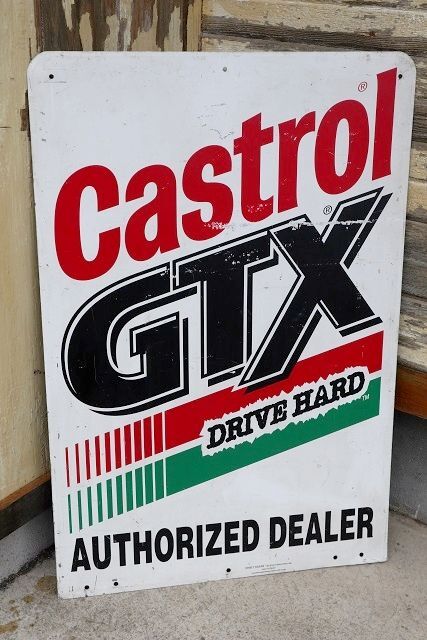 Castrol®
GTX®
DRIVE HARD™
AUTHORIZED DEALER